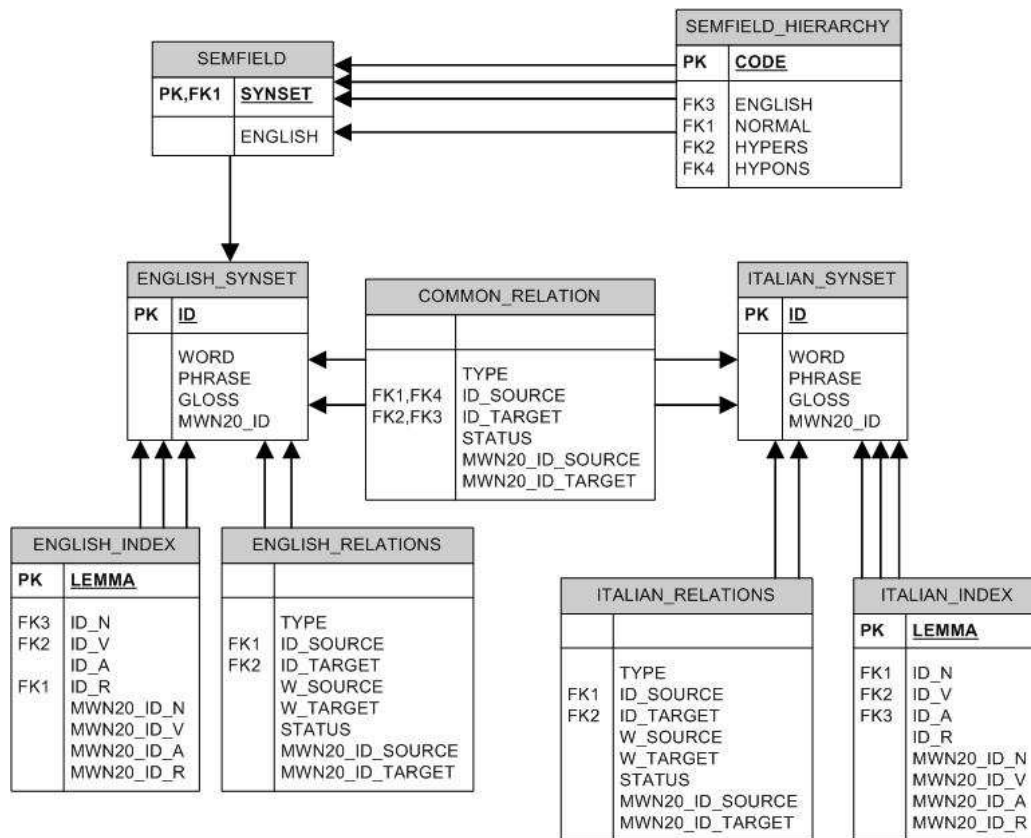 SEMFIELD
PK,FK1 SYNSET
ENGLISH
SEMFIELD_HIERARCHY
PK CODE
FK3 ENGLISH
FK1 NORMAL
FK2 HYPERS
FK4 HYPONS
ENGLISH_SYNSET
PK ID
WORD
PHRASE
GLOSS
MWN20_ID
COMMON_RELATION
TYPE
FK1,FK4 ID_SOURCE
FK2,FK3 ID_TARGET
STATUS
MWN20_ID_SOURCE
MWN20_ID_TARGET
ITALIAN_SYNSET
PK ID
WORD
PHRASE
GLOSS
MWN20_ID
ENGLISH_INDEX
PK LEMMA
FK3 ID_N
FK2 ID_V
ID_A
FK1 ID_R
MWN20_ID_N
MWN20_ID_V
MWN20_ID_A
MWN20_ID_R
ENGLISH_RELATIONS
TYPE
FK1 ID_SOURCE
FK2 ID_TARGET
W_SOURCE
W_TARGET
STATUS
MWN20_ID_SOURCE
MWN20_ID_TARGET
ITALIAN_RELATIONS
TYPE
FK1 ID_SOURCE
FK2 ID_TARGET
W_SOURCE
W_TARGET
STATUS
MWN20_ID_SOURCE
MWN20_ID_TARGET
ITALIAN_INDEX
PK LEMMA
FK1 ID_N
FK2 ID_V
FK3 ID_A
ID_R
MWN20_ID_N
MWN20_ID_V
MWN20_ID_A
MWN20_ID_R